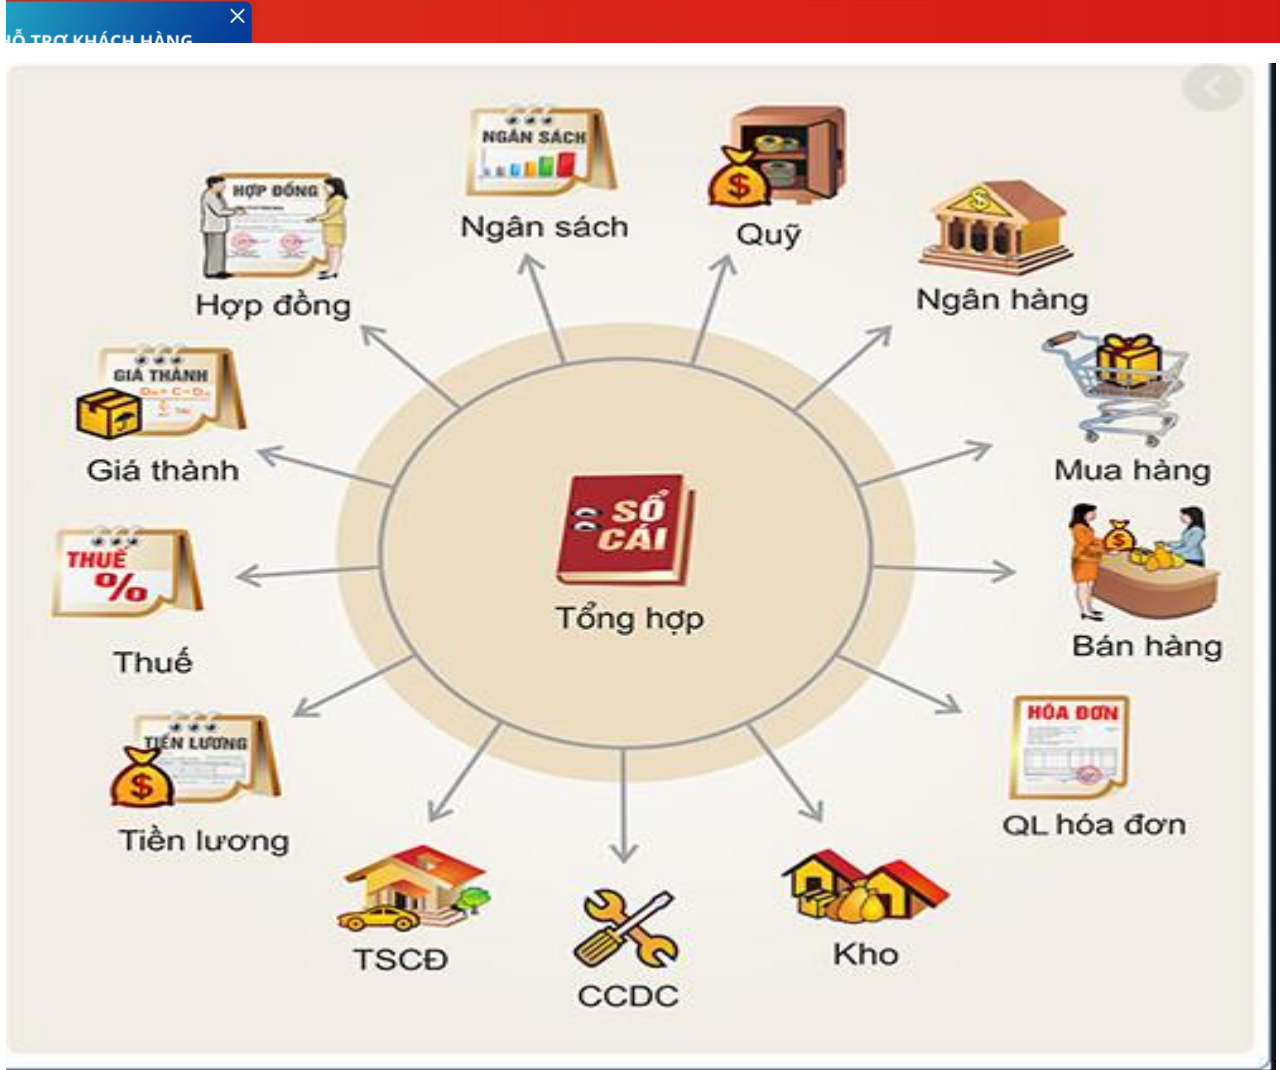 HỖ TRỢ KHÁCH HÀNG
NGÂN SÁCH
Ngân sách
Quỹ
HỢP ĐỒNG
Hợp đồng
Ngân hàng
GIÁ THÀNH
Giá thành
Mua hàng
SỔ
CÁI
Tổng hợp
THUẾ
%
Thuế
Bán hàng
TIỀN LƯƠNG
Tiền lương
HÓA ĐƠN
QL hóa đơn
TSCĐ
CCDC
Kho